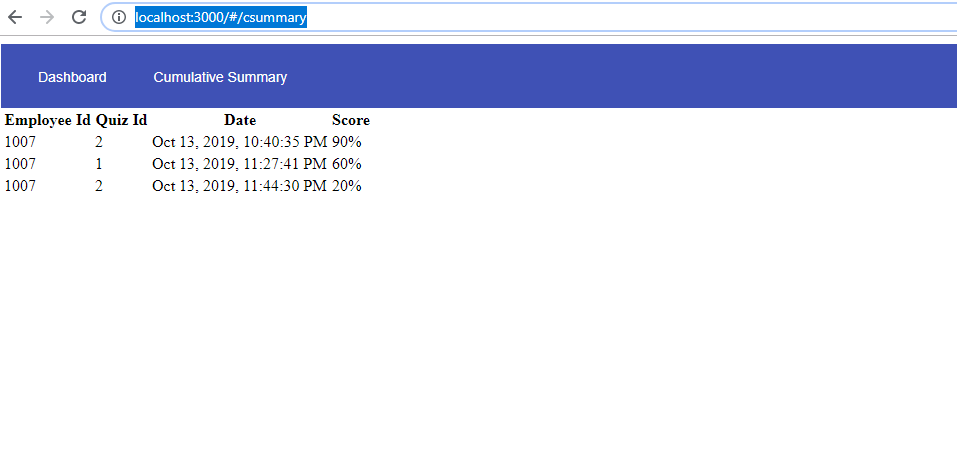 localhost:3000/#/csummary
Dashboard Cumulative Summary
Employee Id Quiz Id Date Score
1007 2 Oct 13, 2019, 10:40:35 PM 90%
1007 1 Oct 13, 2019, 11:27:41 PM 60%
1007 2 Oct 13, 2019, 11:44:30 PM 20%